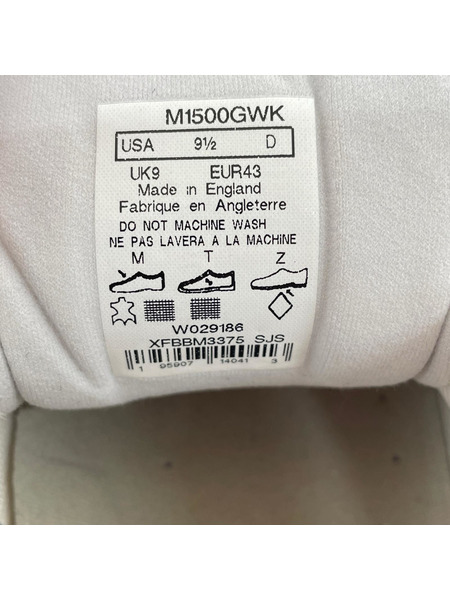 M1500GWK
USA 9½ D
UK9 EUR43
Made in England
Fabrique en Angleterre
DO NOT MACHINE WASH
NE PAS LAVERA A LA MACHINE
M T Z
W029186
XFBBM3375 SJS
1 95907 14041 3